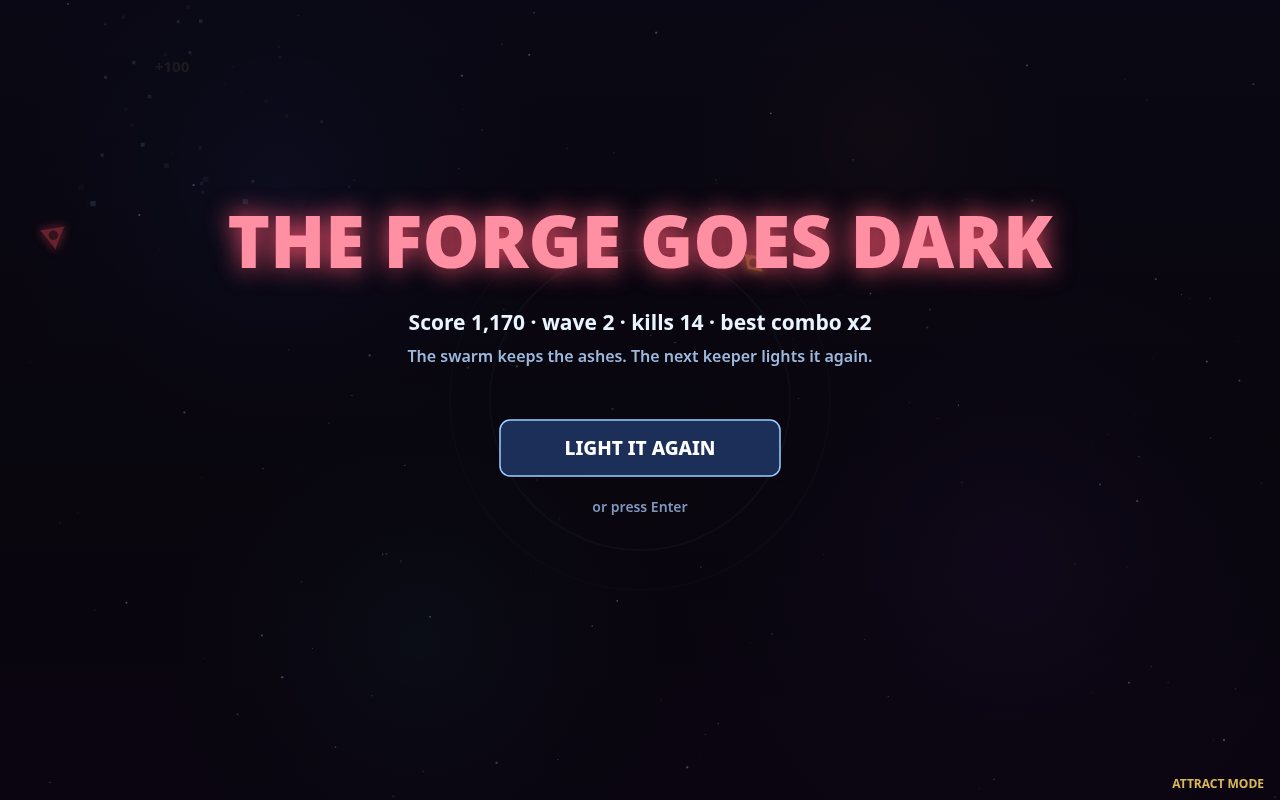 +100
THE FORGE GOES DARK
Score 1,170 · wave 2 · kills 14 · best combo x2
The swarm keeps the ashes. The next keeper lights it again.
LIGHT IT AGAIN
or press Enter
ATTRACT MODE